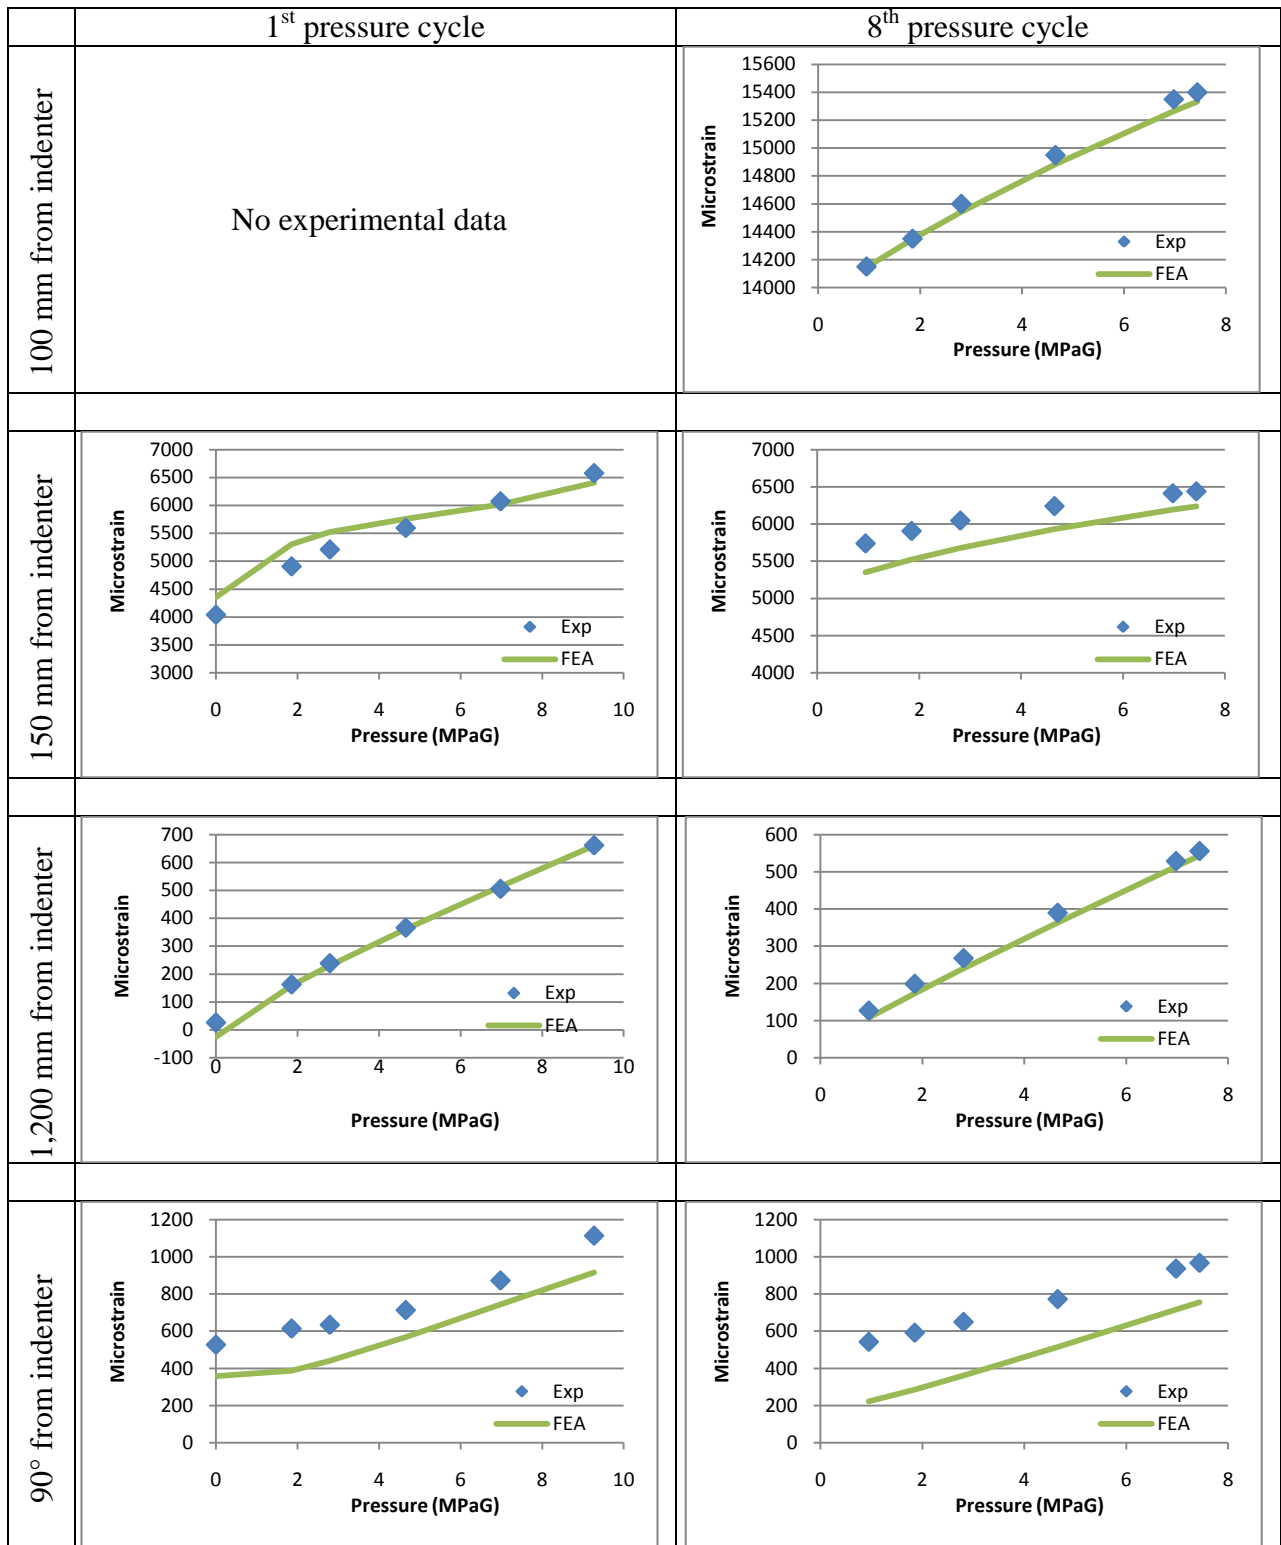 1st pressure cycle
8th pressure cycle
100 mm from indenter
No experimental data
15600
15400
15200
15000
14800
14600
14400
14200
14000
Microstrain
0 2 4 6 8
Pressure (MPaG)
Exp
FEA
150 mm from indenter
7000
6500
6000
5500
5000
4500
4000
3500
3000
Microstrain
0 2 4 6 8 10
Pressure (MPaG)
Exp
FEA
7000
6500
6000
5500
5000
4500
4000
Microstrain
0 2 4 6 8
Pressure (MPaG)
Exp
FEA
1,200 mm from indenter
700
600
500
400
300
200
100
0
-100
Microstrain
0 2 4 6 8 10
Pressure (MPaG)
Exp
FEA
600
500
400
300
200
100
0
Microstrain
0 2 4 6 8
Pressure (MPaG)
Exp
FEA
90° from indenter
1200
1000
800
600
400
200
0
Microstrain
0 2 4 6 8 10
Pressure (MPaG)
Exp
FEA
1200
1000
800
600
400
200
0
Microstrain
0 2 4 6 8
Pressure (MPaG)
Exp
FEA